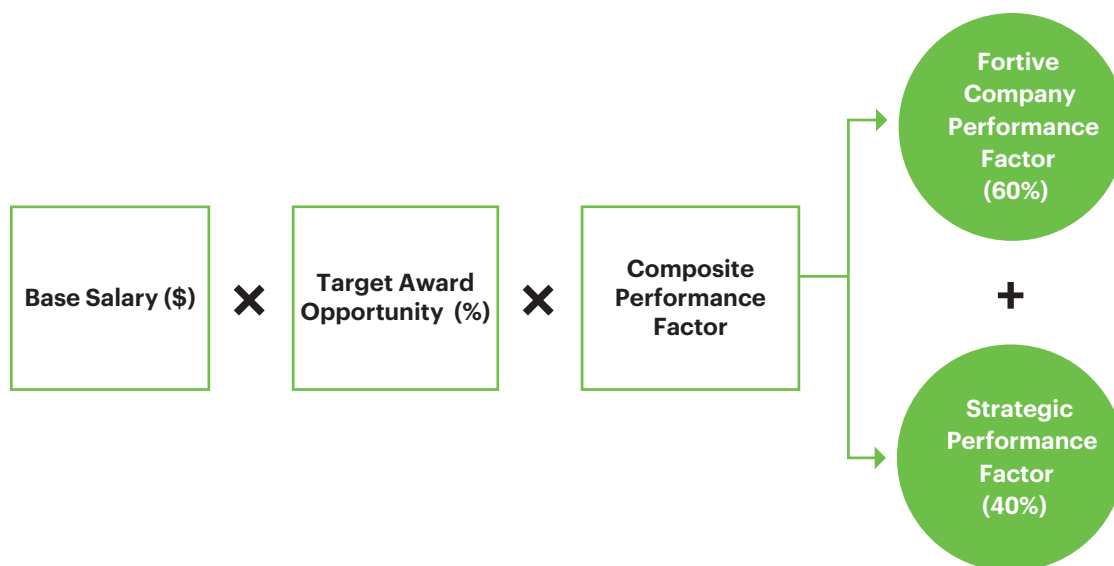 Base Salary ($)
×
Target Award
Opportunity (%)
×
Composite
Performance
Factor
Fortive
Company
Performance
Factor
(60%)
+
Strategic
Performance
Factor
(40%)